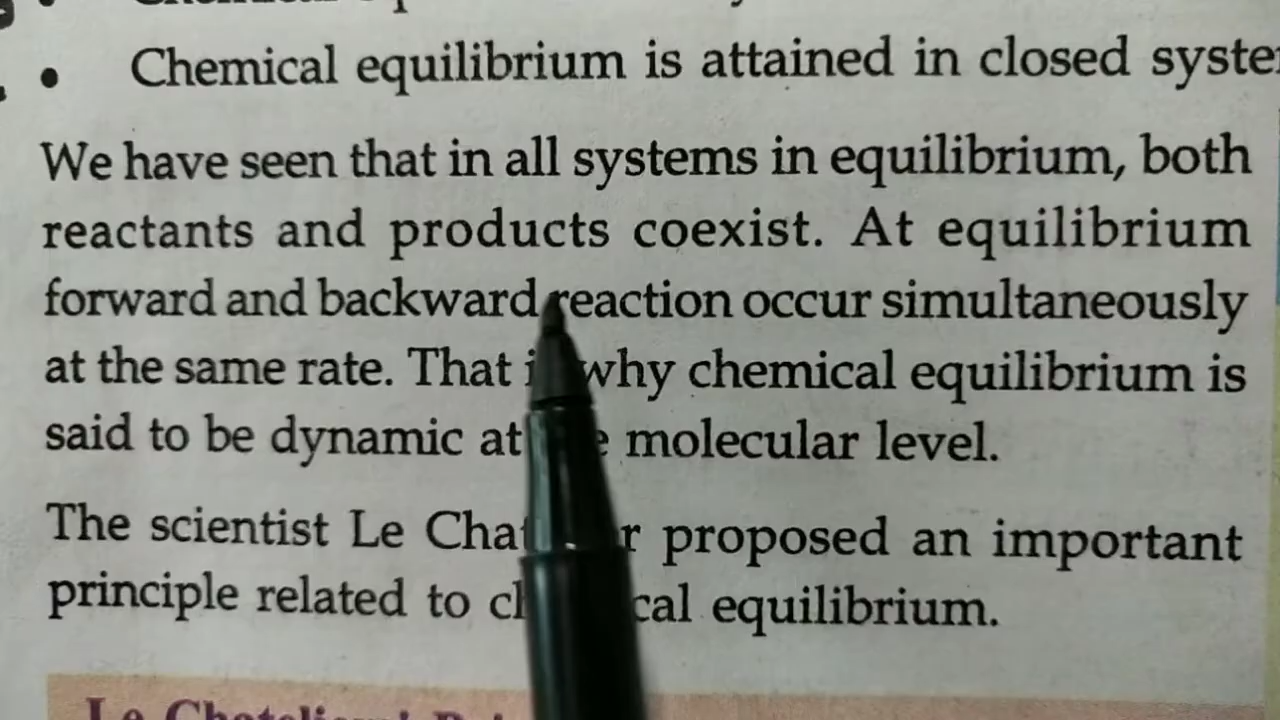 • Chemical equilibrium is attained in closed syste
We have seen that in all systems in equilibrium, both
reactants and products coexist. At equilibrium
forward and backward reaction occur simultaneously
at the same rate. That why chemical equilibrium is
said to be dynamic at molecular level.
The scientist Le proposed an important
principle related to equilibrium.
Le